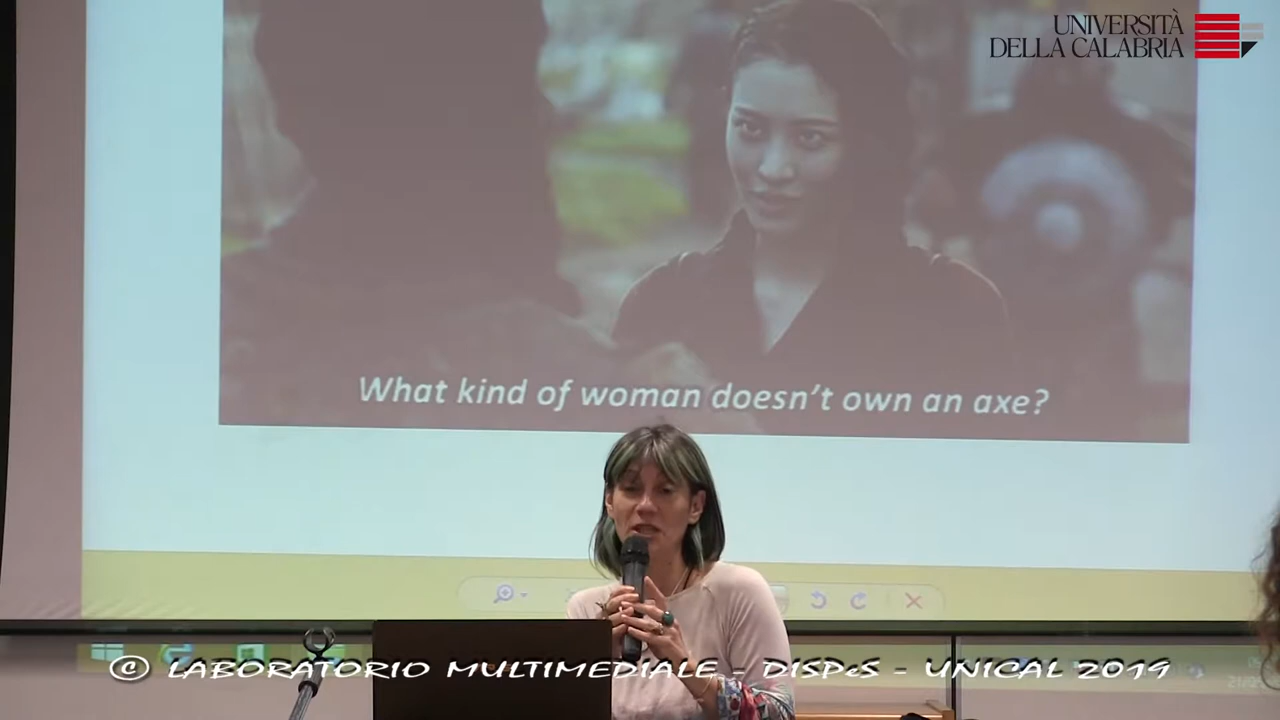 UNIVERSITÀ
DELLA CALABRIA
What kind of woman doesn't own an axe?
© LABORATORIO MULTIMEDIALE - DISPeS - UNICAL 2019